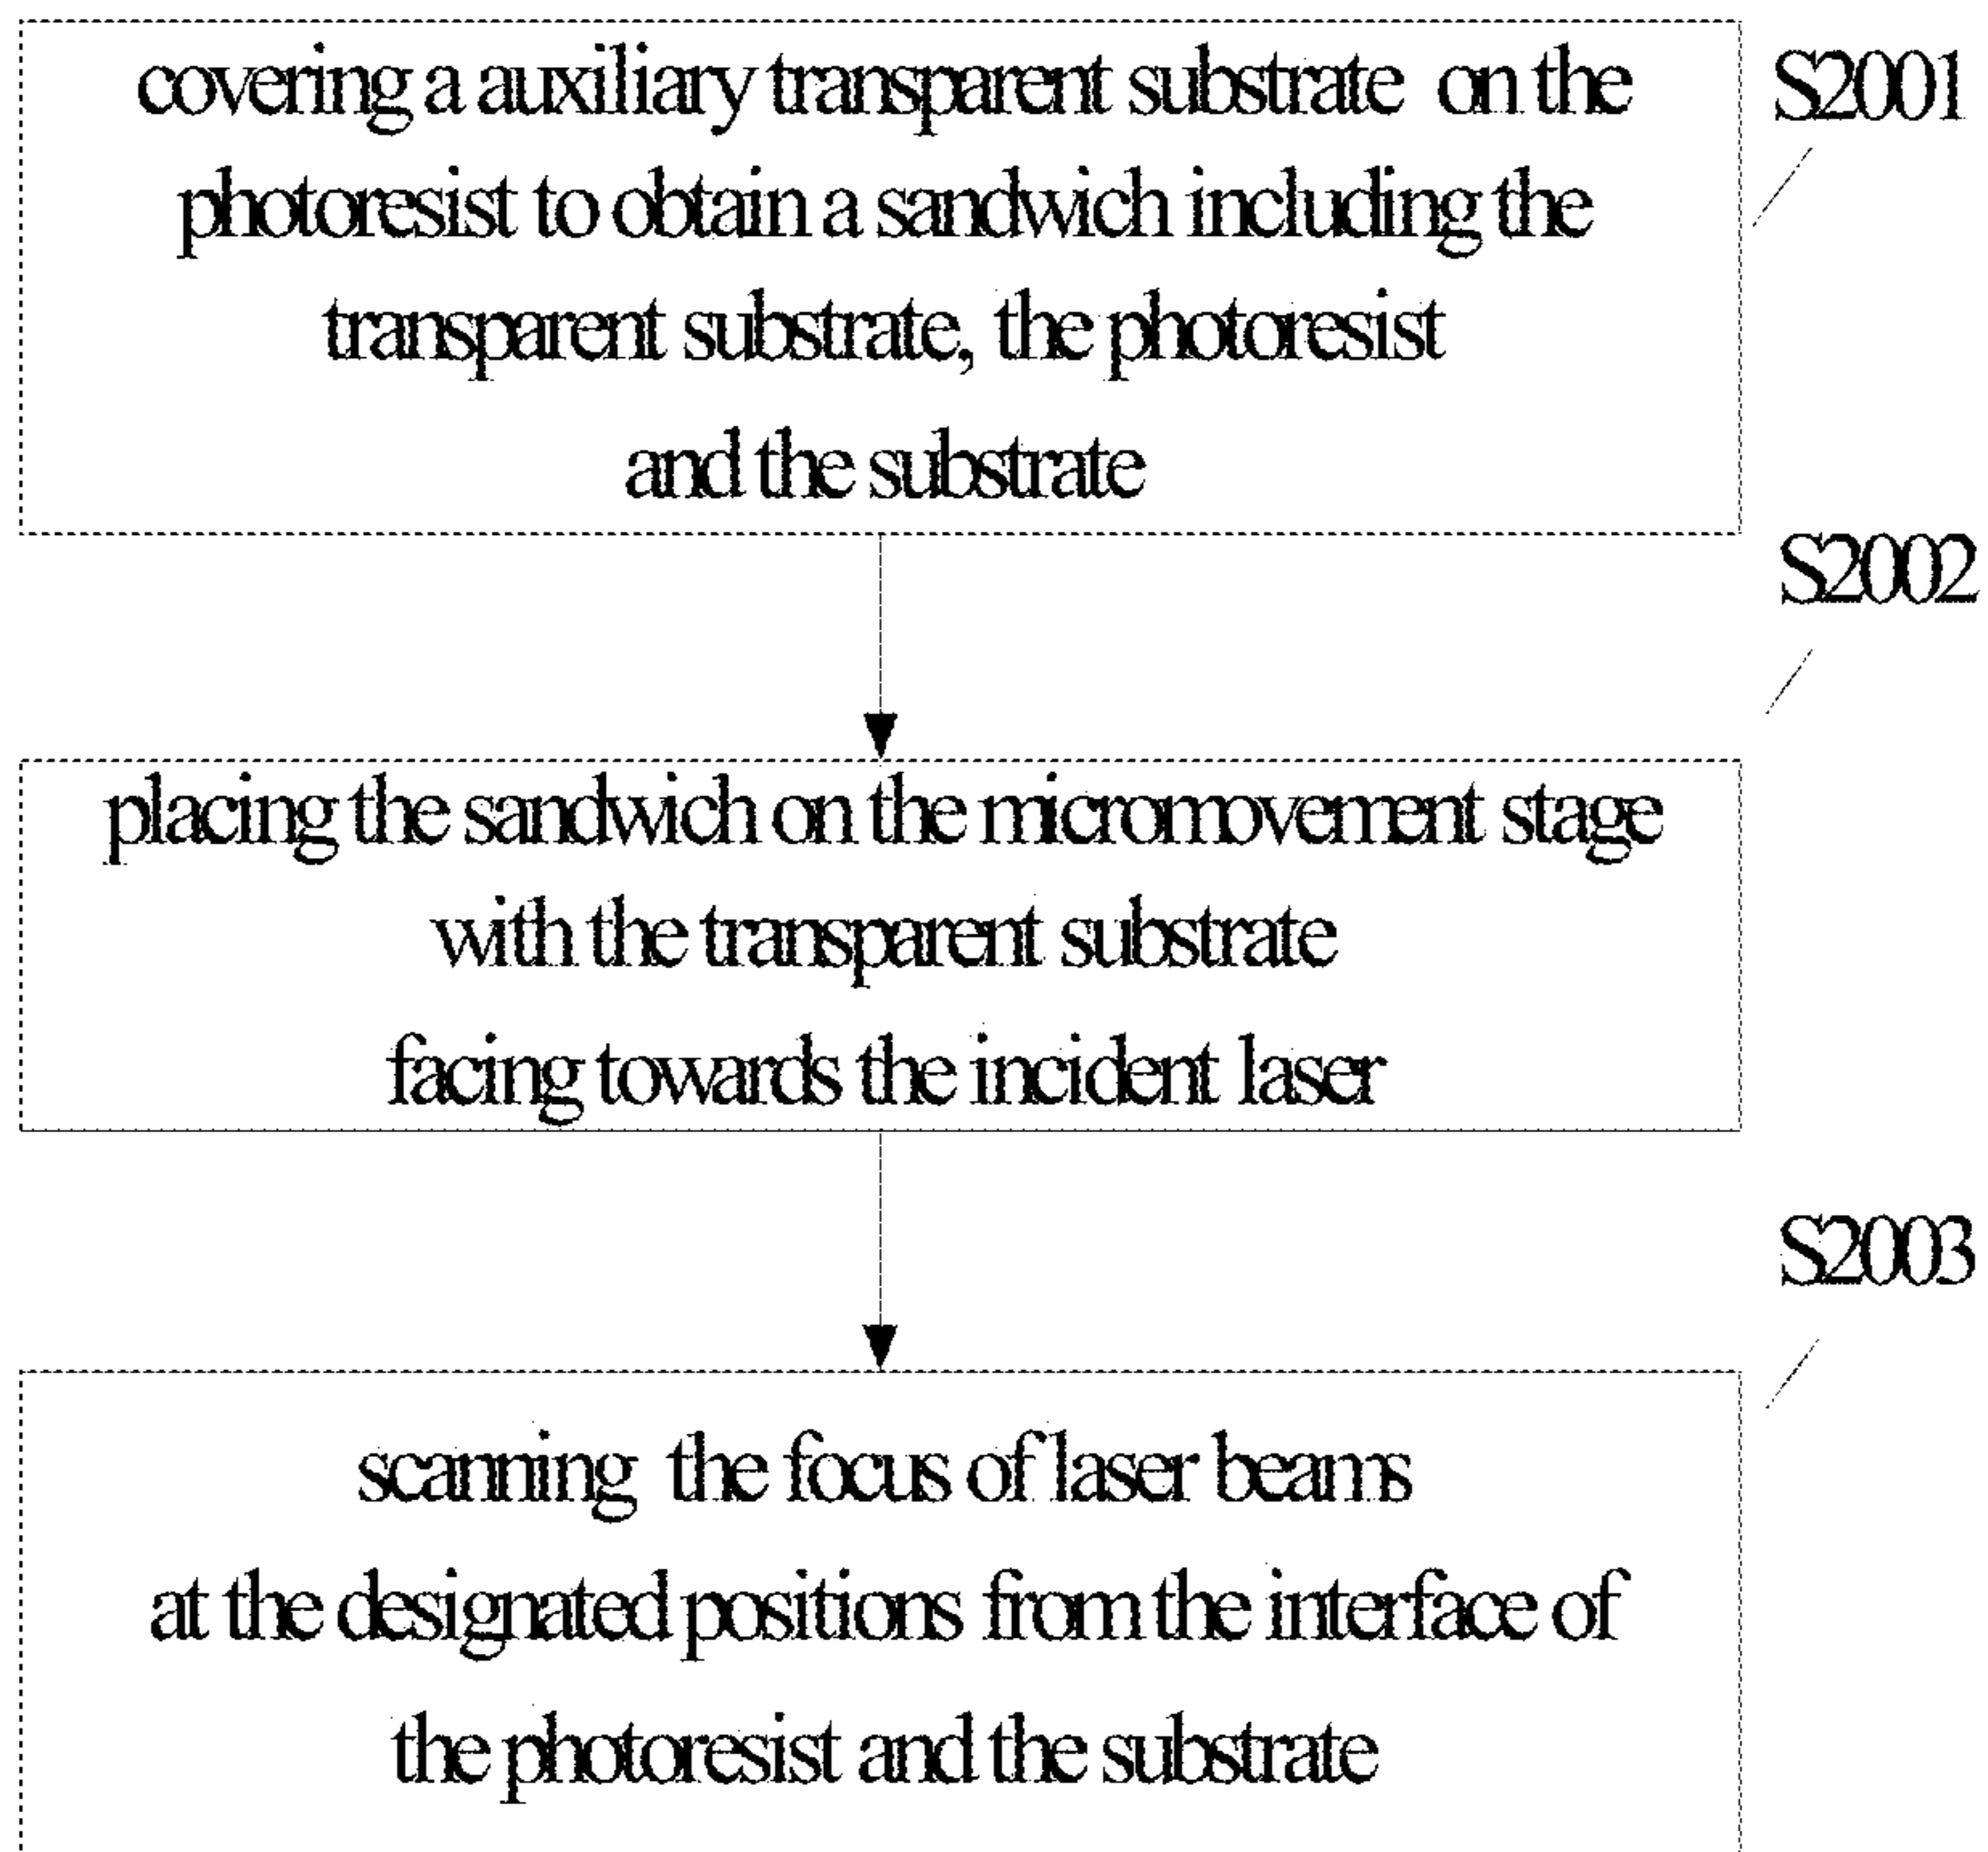 covering a auxiliary transparent substrate on the
S2001
photoresist to obtain a sandwich including the
transparent substrate, the photoresist
and the substrate
S2002
placing the sandwich on the micromovement stage
with the transparent substrate
facing towards the incident laser
S2003
scanning the focus of laser beams
at the designated positions from the interface of
the photoresist and the substrate